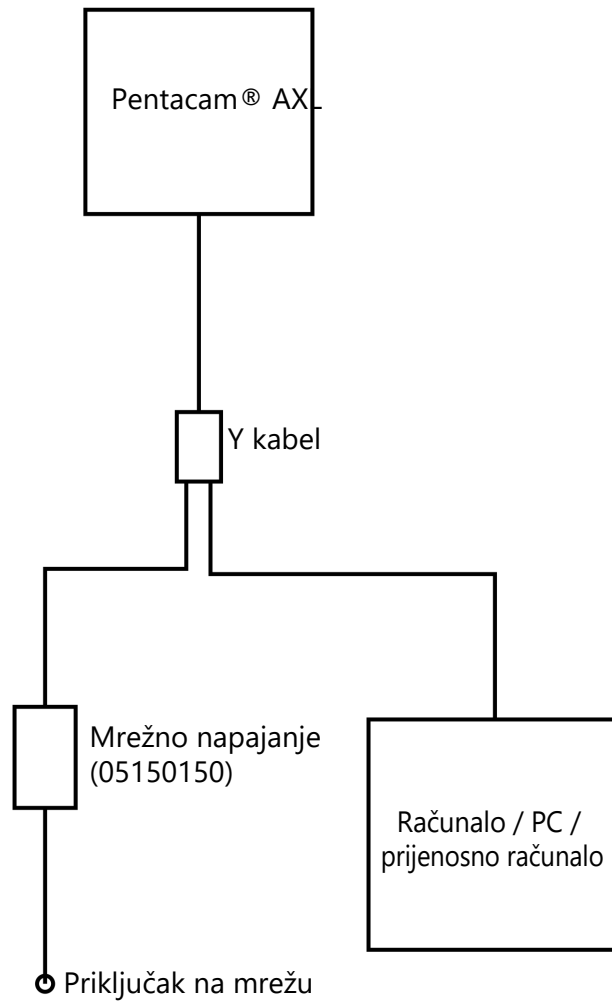 Pentacam® AXL
Y kabel
Mrežno napajanje
(05150150)
Računalo / PC /
prijenosno računalo
Priključak na mrežu